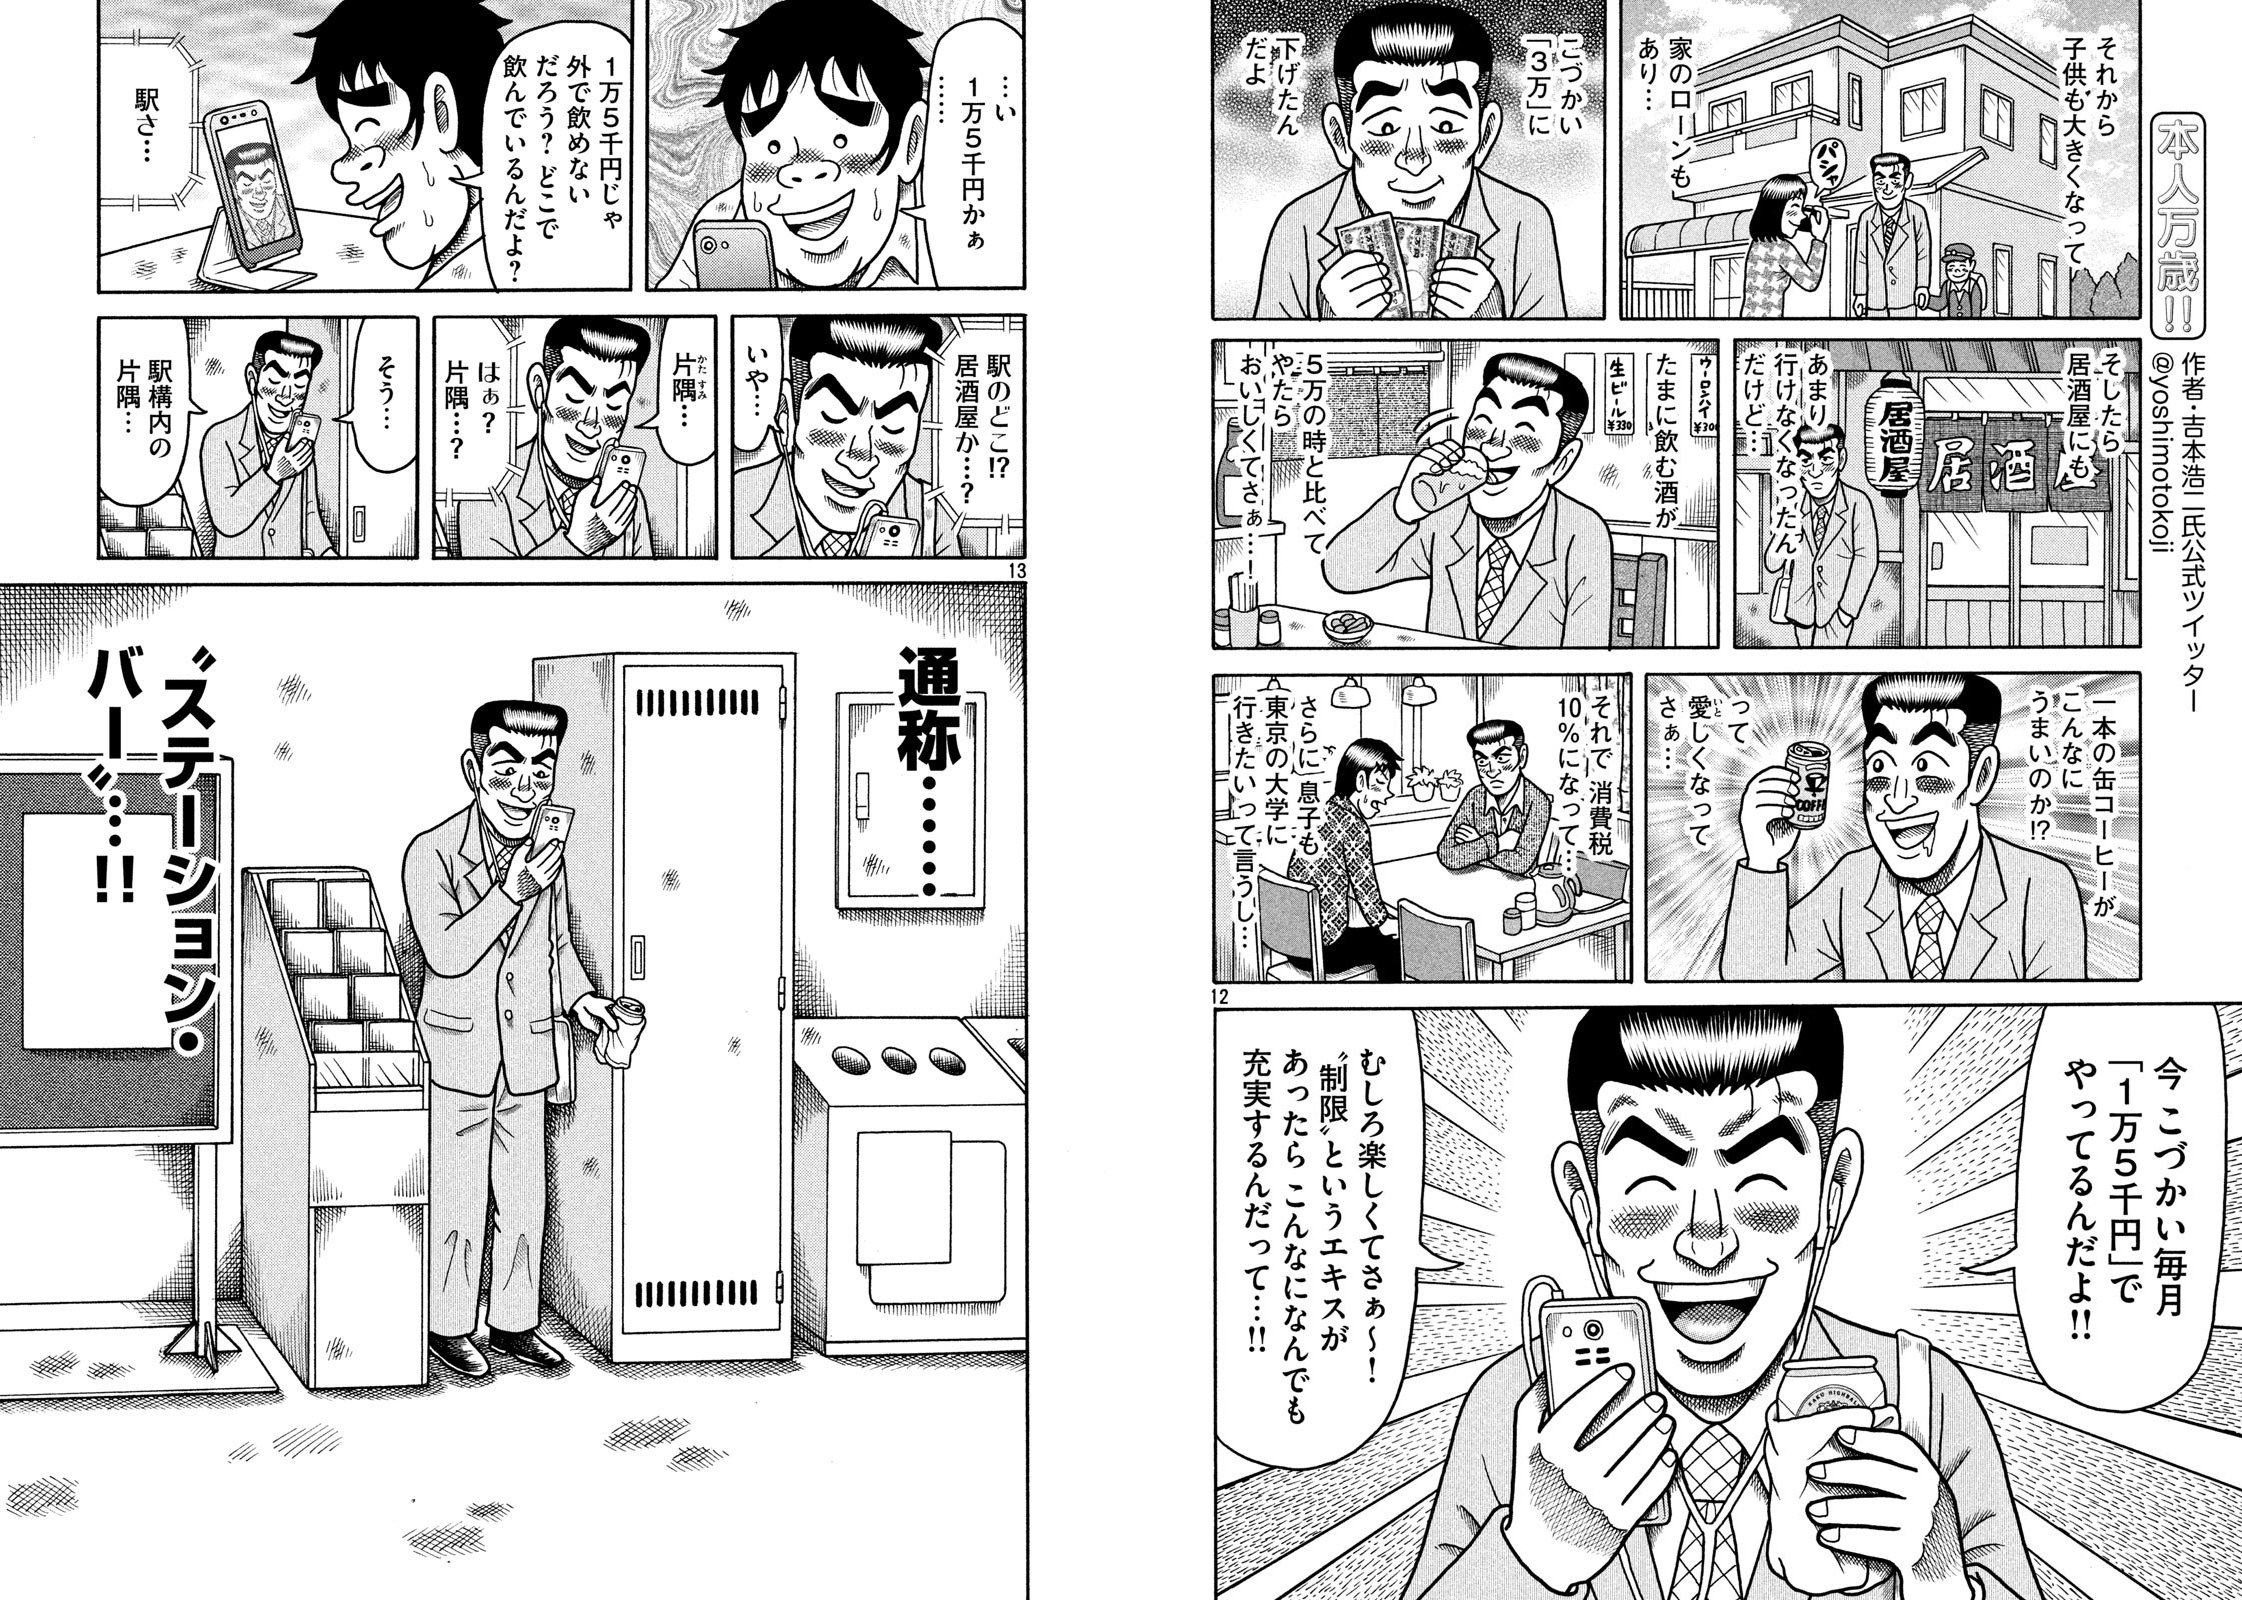 本人万歳!!
作者・吉本浩二氏公式ツイッター
@yoshimotokoji
それから
子供も大きくなって
家のローンも
あり…
パシャ
こづかい
「3万」に
下げたん
だよ
そしたら
居酒屋にも
あまり
行けなくなったん
だけど…
居酒屋
居酒屋
ウーロンハイ
¥300
生ビール
¥330
たまに飲む酒が
5万の時と比べて
やたら
おいしくてさぁ…!
一本の缶コーヒーが
こんなに
うまいのか!?
って
愛しくなって
いと
さぁ…
COFFE
それで 消費税
10%になって…
さらに 息子も
東京の大学に
行きたいって言うし…
12
今 こづかい毎月
「1万5千円」で
やってるんだよ!!
むしろ楽しくてさぁ〜!
〝制限〟というエキスが
あったら こんなになんでも
充実するんだって…!!
KAKU HIGHBALL
…い
1万5千円かぁ
……
1万5千円じゃ
外で飲めない
だろう? どこで
飲んでいるんだよ?
駅さ…
駅のどこ!?
居酒屋か…?
いや…
片隅…
かたすみ
はぁ?
片隅…?
そう…
駅構内の
片隅…
13
通称………
〝ステーション・
バー〟…!!